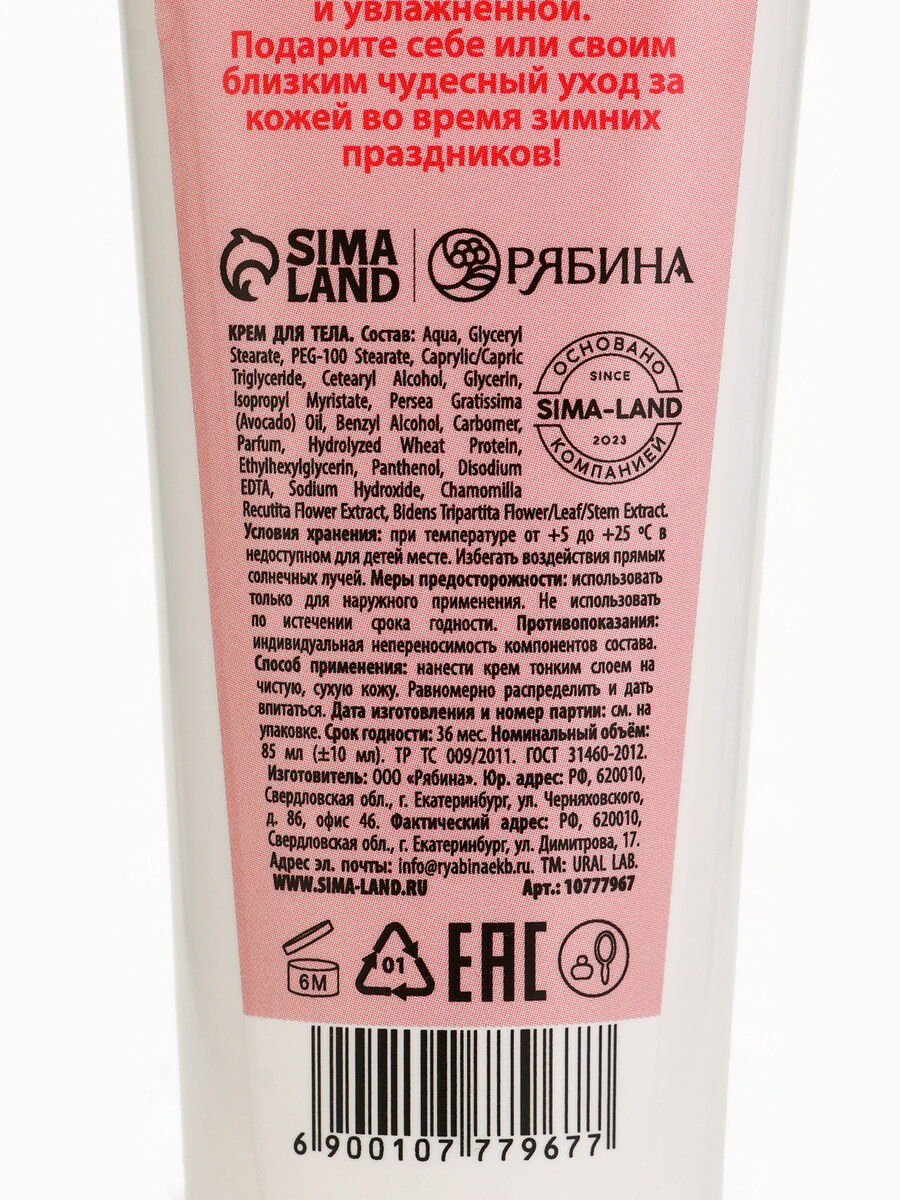 и увлажнённой.
Подарите себе или своим
близким чудесный уход за
кожей во время зимних
праздников!
SIMA
LAND
РЯБИНА
КРЕМ ДЛЯ ТЕЛА. Состав: Aqua, Glyceryl
Stearate, PEG-100 Stearate, Caprylic/Capric
Triglyceride, Cetearyl Alcohol, Glycerin,
Isopropyl Myristate, Persea Gratissima
(Avocado) Oil, Benzyl Alcohol, Carbomer,
Parfum, Hydrolyzed Wheat Protein,
Ethylhexylglycerin, Panthenol, Disodium
EDTA, Sodium Hydroxide, Chamomilla
Recutita Flower Extract, Bidens Tripartita Flower/Leaf/Stem Extract.
ОСНОВАНО
SINCE
SIMA-LAND
2023
КОМПАНИЕЙ
Условия хранения: при температуре от +5 до +25 °С в
недоступном для детей месте. Избегать воздействия прямых
солнечных лучей. Меры предосторожности: использовать
только для наружного применения. Не использовать
по истечении срока годности. Противопоказания:
индивидуальная непереносимость компонентов состава.
Способ применения: нанести крем тонким слоем на
чистую, сухую кожу. Равномерно распределить и дать
впитаться. Дата изготовления и номер партии: см. на
упаковке. Срок годности: 36 мес. Номинальный объём:
85 мл (±10 мл). ТР ТС 009/2011. ГОСТ 31460-2012.
Изготовитель: ООО «Рябина». Юр. адрес: РФ, 620010,
Свердловская обл., г. Екатеринбург, ул. Черняховского,
д. 86, офис 46. Фактический адрес: РФ, 620010,
Свердловская обл., г. Екатеринбург, ул. Димитрова, 17.
Адрес эл. почты: info@ryabinaekb.ru. ТМ: URAL LAB.
WWW.SIMA-LAND.RU Арт.: 10777967
6M
01
EAC
6 900107 779677